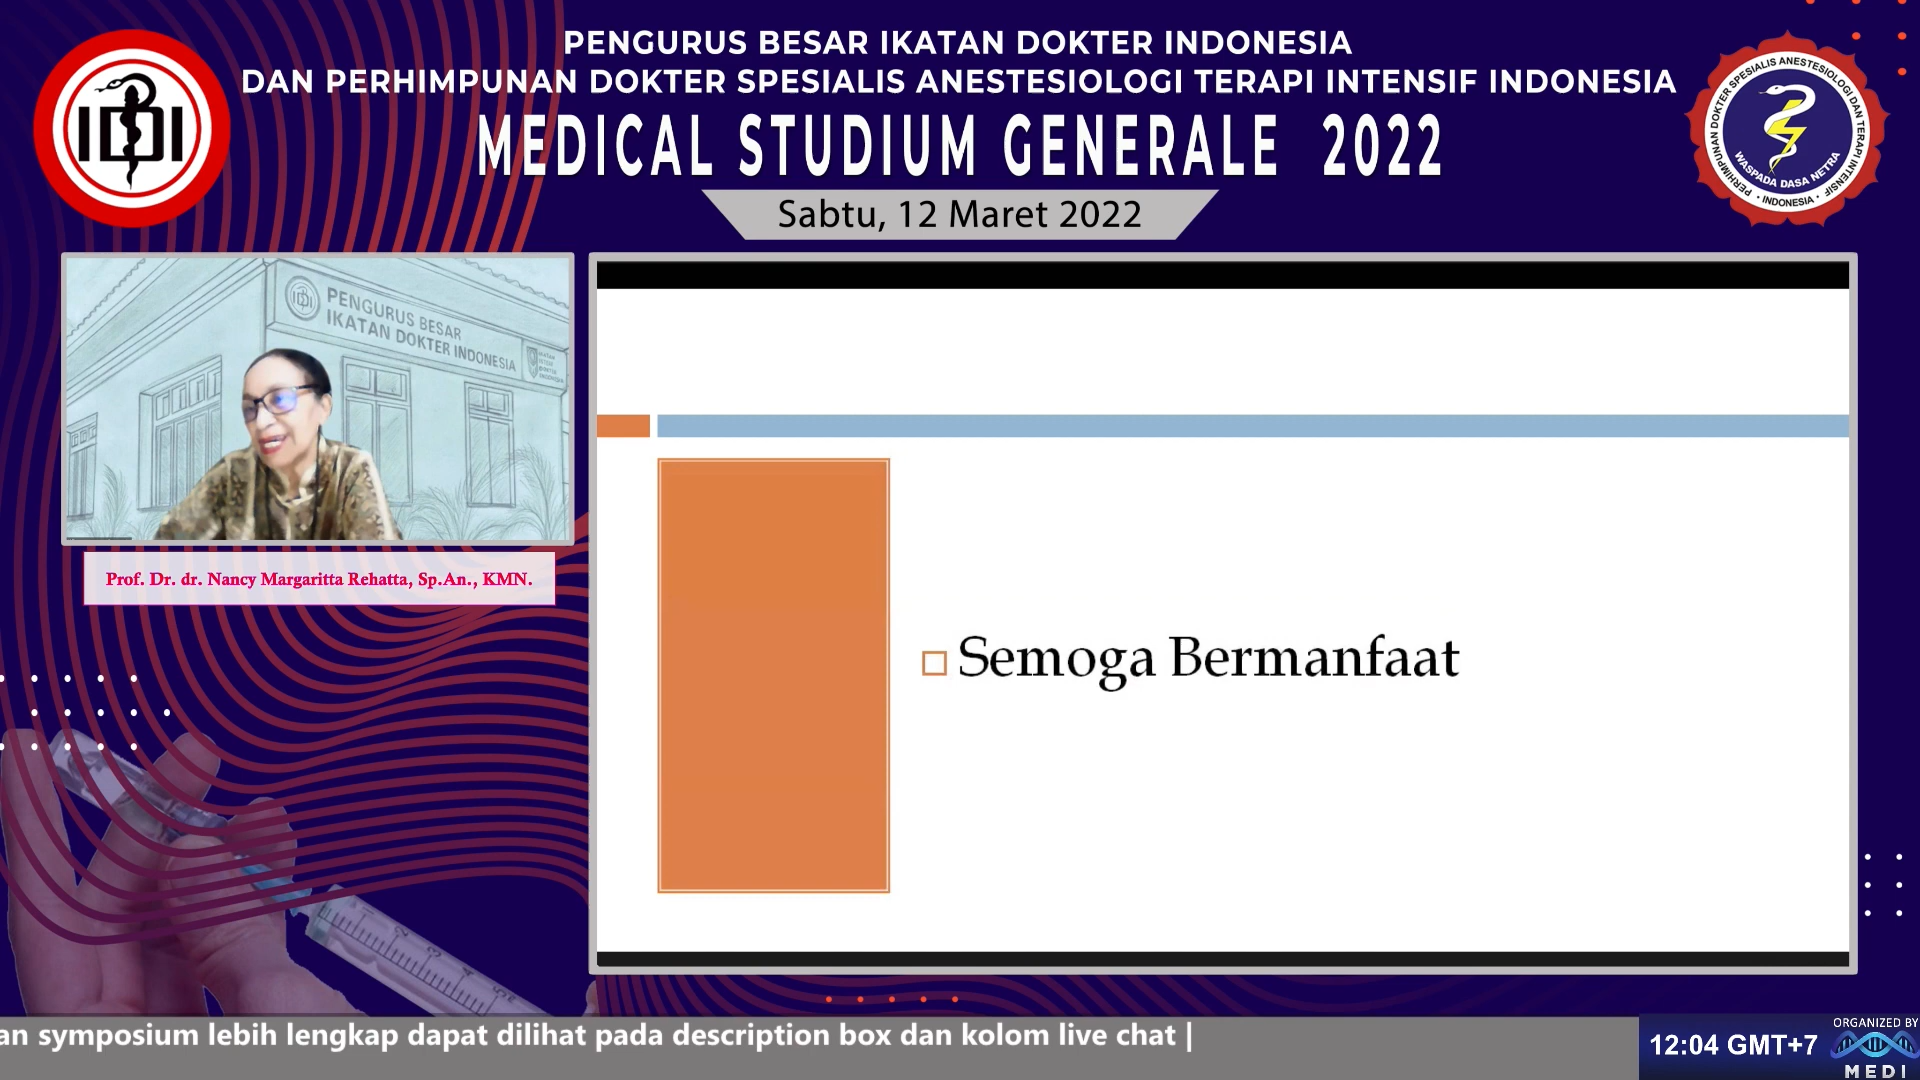 PENGURUS BESAR IKATAN DOKTER INDONESIA
DAN PERHIMPUNAN DOKTER SPESIALIS ANESTESIOLOGI TERAPI INTENSIF INDONESIA
MEDICAL STUDIUM GENERALE 2022
Sabtu, 12 Maret 2022
IDI
PERHIMPUNAN DOKTER SPESIALIS ANESTESIOLOGI DAN TERAPI INTENSIF
WASPADA DASA NETRA
• INDONESIA •
IDI
PENGURUS BESAR
IKATAN DOKTER INDONESIA
Prof. Dr. dr. Nancy Margaritta Rehatta, Sp.An., KMN.
Semoga Bermanfaat
an symposium lebih lengkap dapat dilihat pada description box dan kolom live chat |
12:04 GMT+7
ORGANIZED BY
MEDI